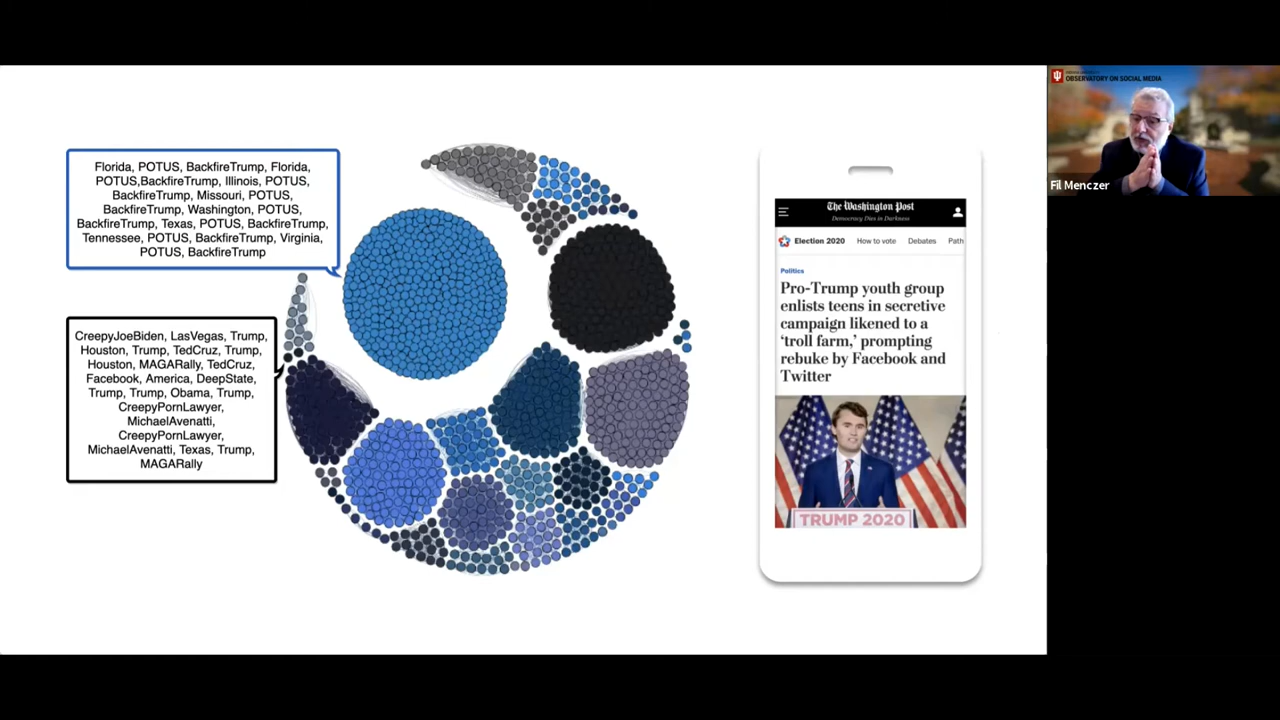 Florida, POTUS, BackfireTrump, Florida,
POTUS,BackfireTrump, Illinois, POTUS,
BackfireTrump, Missouri, POTUS,
BackfireTrump, Washington, POTUS,
BackfireTrump, Texas, POTUS, BackfireTrump,
Tennessee, POTUS, BackfireTrump, Virginia,
POTUS, BackfireTrump
CreepyJoeBiden, LasVegas, Trump,
Houston, Trump, TedCruz, Trump,
Houston, MAGARally, TedCruz,
Facebook, America, DeepState,
Trump, Trump, Obama, Trump,
CreepyPornLawyer,
MichaelAvenatti,
CreepyPornLawyer,
MichaelAvenatti, Texas, Trump,
MAGARally
The Washington Post
Democracy Dies in Darkness
Election 2020 How to vote Debates Path
Politics
Pro-Trump youth group
enlists teens in secretive
campaign likened to a
‘troll farm,’ prompting
rebuke by Facebook and
Twitter
TRUMP 2020
OBSERVATORY ON SOCIAL MEDIA
Fil Menczer